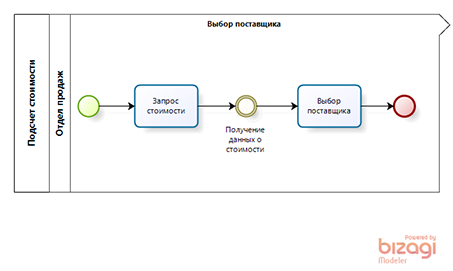 Выбор поставщика
Подсчет стоимости
Отдел продаж
Запрос
стоимости
Получение
данных о
стоимости
Выбор
поставщика
Powered by
bizagi
Modeler